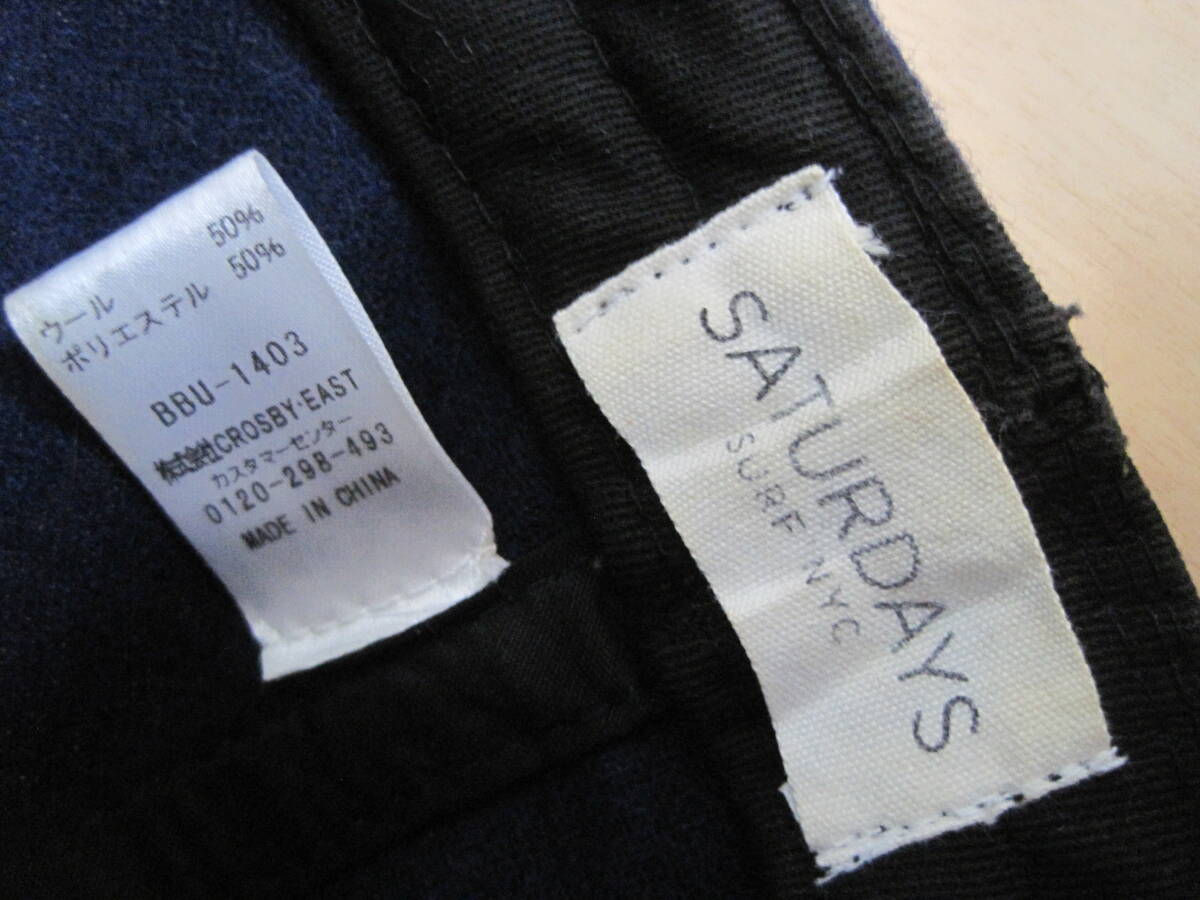 ウール 50%
ポリエステル 50%
BBU-1403
株式会社CROSBY・EAST
カスタマーセンター
0120-298-493
MADE IN CHINA
SATURDAYS
SURF NYC